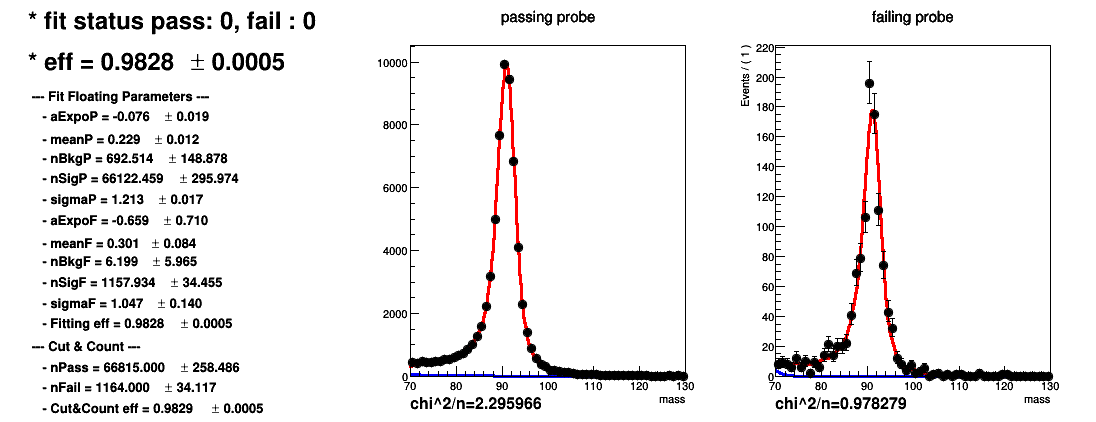 * fit status pass: 0, fail : 0
* eff = 0.9828 ± 0.0005
--- Fit Floating Parameters ---
- aExpoP = -0.076 ± 0.019
- meanP = 0.229 ± 0.012
- nBkgP = 692.514 ± 148.878
- nSigP = 66122.459 ± 295.974
- sigmaP = 1.213 ± 0.017
- aExpoF = -0.659 ± 0.710
- meanF = 0.301 ± 0.084
- nBkgF = 6.199 ± 5.965
- nSigF = 1157.934 ± 34.455
- sigmaF = 1.047 ± 0.140
- Fitting eff = 0.9828 ± 0.0005
--- Cut & Count ---
- nPass = 66815.000 ± 258.486
- nFail = 1164.000 ± 34.117
- Cut&Count eff = 0.9829 ± 0.0005
passing probe
10000
8000
6000
4000
2000
0
70 80 90 100 110 120 130
mass
chi^2/n=2.295966
failing probe
Events / ( 1 )
220
200
180
160
140
120
100
80
60
40
20
0
70 80 90 100 110 120 130
mass
chi^2/n=0.978279